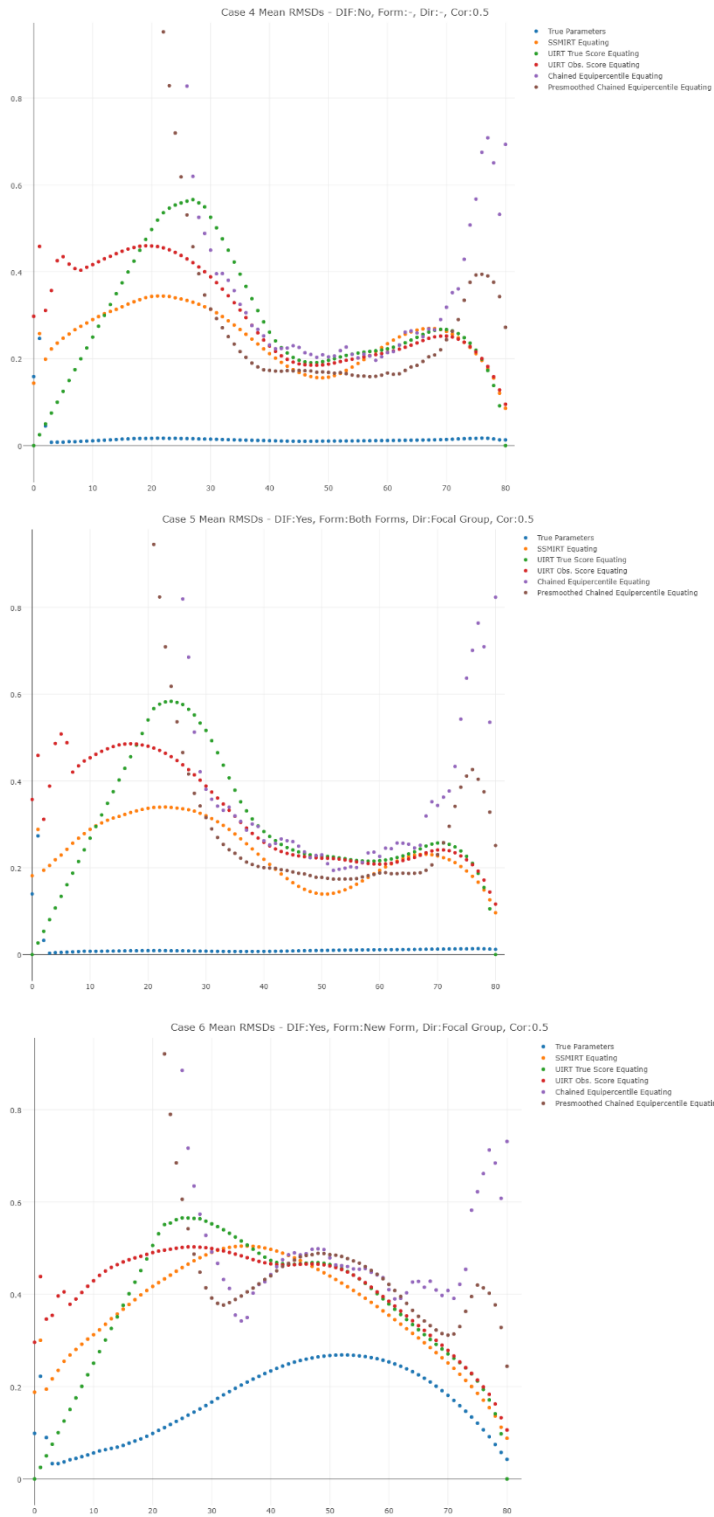 Case 4 Mean RMSDs - DIF:No, Form:-, Dir:-, Cor:0.5
True Parameters
SSMIRT Equating
UIRT True Score Equating
UIRT Obs. Score Equating
Chained Equipercentile Equating
Presmoothed Chained Equipercentile Equating
0.8
0.6
0.4
0.2
0
0 10 20 30 40 50 60 70 80
Case 5 Mean RMSDs - DIF:Yes, Form:Both Forms, Dir:Focal Group, Cor:0.5
True Parameters
SSMIRT Equating
UIRT True Score Equating
UIRT Obs. Score Equating
Chained Equipercentile Equating
Presmoothed Chained Equipercentile Equating
0.8
0.6
0.4
0.2
0
0 10 20 30 40 50 60 70 80
Case 6 Mean RMSDs - DIF:Yes, Form:New Form, Dir:Focal Group, Cor:0.5
True Parameters
SSMIRT Equating
UIRT True Score Equating
UIRT Obs. Score Equating
Chained Equipercentile Equating
Presmoothed Chained Equipercentile Equati
0.8
0.6
0.4
0.2
0
0 10 20 30 40 50 60 70 80